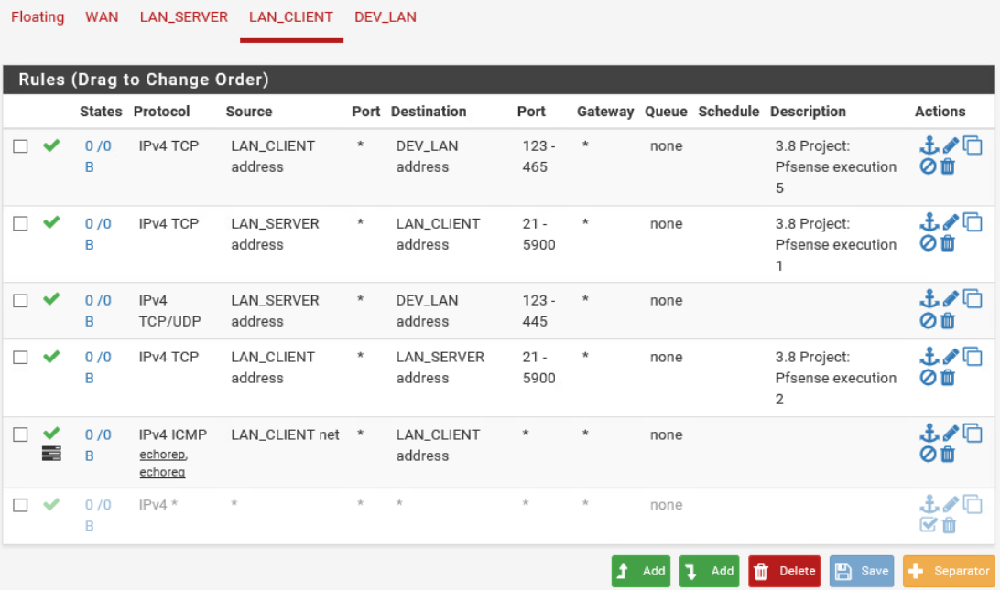 Floating WAN LAN_SERVER LAN_CLIENT DEV_LAN
Rules (Drag to Change Order)
States Protocol Source Port Destination Port Gateway Queue Schedule Description Actions
0 /0 IPv4 TCP LAN_CLIENT * DEV_LAN 123 - * none 3.8 Project:
B address address 465 Pfsense execution
5
0 /0 IPv4 TCP LAN_SERVER * LAN_CLIENT 21 - * none 3.8 Project:
B address address 5900 Pfsense execution
1
0 /0 IPv4 LAN_SERVER * DEV_LAN 123 - * none
B TCP/UDP address address 445
0 /0 IPv4 TCP LAN_CLIENT * LAN_SERVER 21 - * none 3.8 Project:
B address address 5900 Pfsense execution
2
0 /0 IPv4 ICMP LAN_CLIENT net * LAN_CLIENT * * none
B echorep, address
echoreq
0 /0 IPv4 * * * * * * none
B
Add Add Delete Save Separator